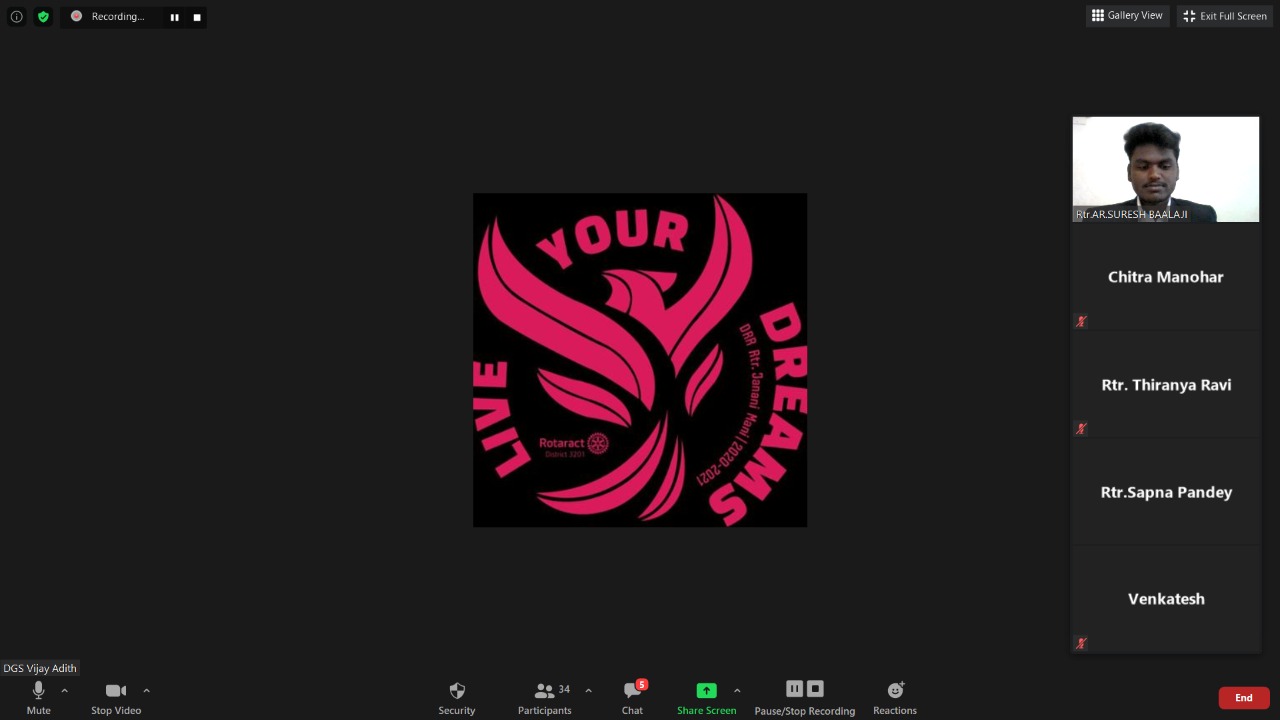 Recording...
Gallery View
Exit Full Screen
LIVE
YOUR
DREAMS
DRR Rtr. Janani Mani | 2020-2021
Rotaract
District 3201
Rtr.AR.SURESH BAALAJI
Chitra Manohar
Rtr. Thiranya Ravi
Rtr.Sapna Pandey
Venkatesh
DGS Vijay Adith
Mute
Stop Video
Security
Participants
34
Chat
5
Share Screen
Pause/Stop Recording
Reactions
End